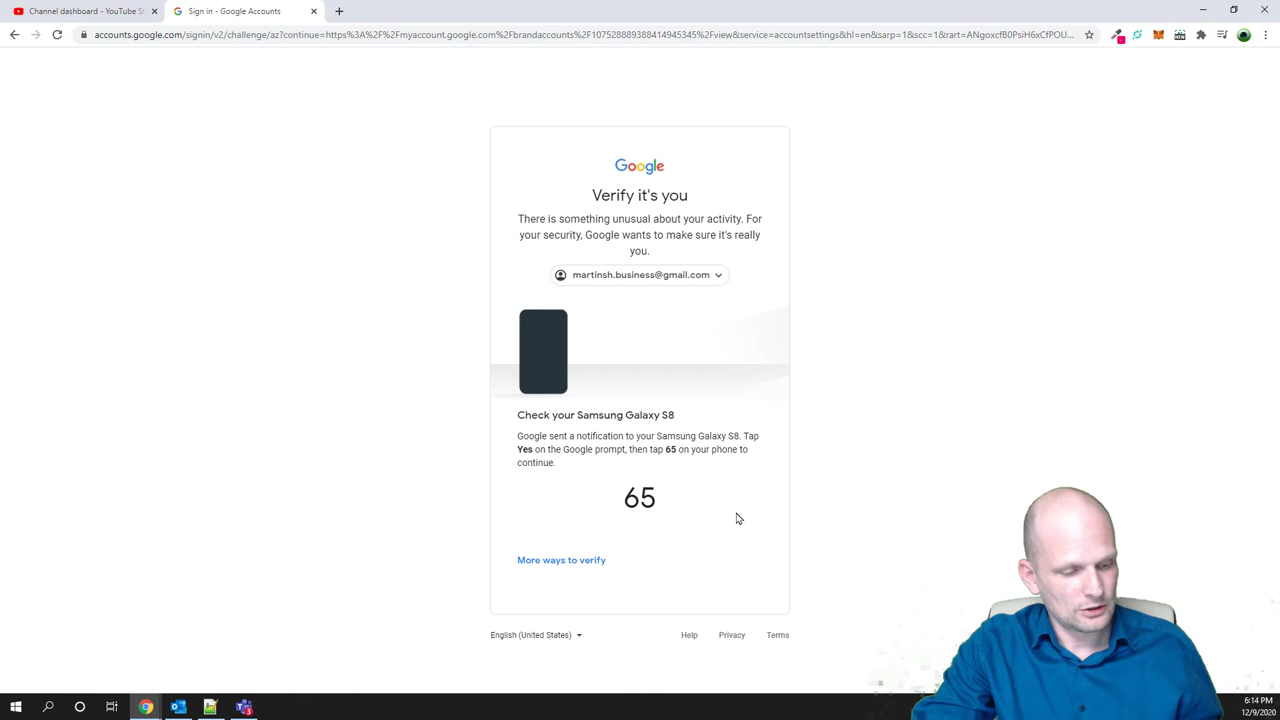 Channel dashboard - YouTube St
Sign in - Google Accounts
accounts.google.com/signin/v2/challenge/az?continue=https%3A%2F%2Fmyaccount.google.com%2Fbrandaccounts%2F107528889388414945345%2Fview&service=accountsettings&hl=en&sarp=1&scc=1&rart=ANgoxcfB0PsiH6xCfPOU...
Google
Verify it's you
There is something unusual about your activity. For
your security, Google wants to make sure it's really
you.
martinsh.business@gmail.com
Check your Samsung Galaxy S8
Google sent a notification to your Samsung Galaxy S8. Tap
Yes on the Google prompt, then tap 65 on your phone to
continue.
65
More ways to verify
English (United States)
Help
Privacy
Terms
6:14 PM
12/9/2020